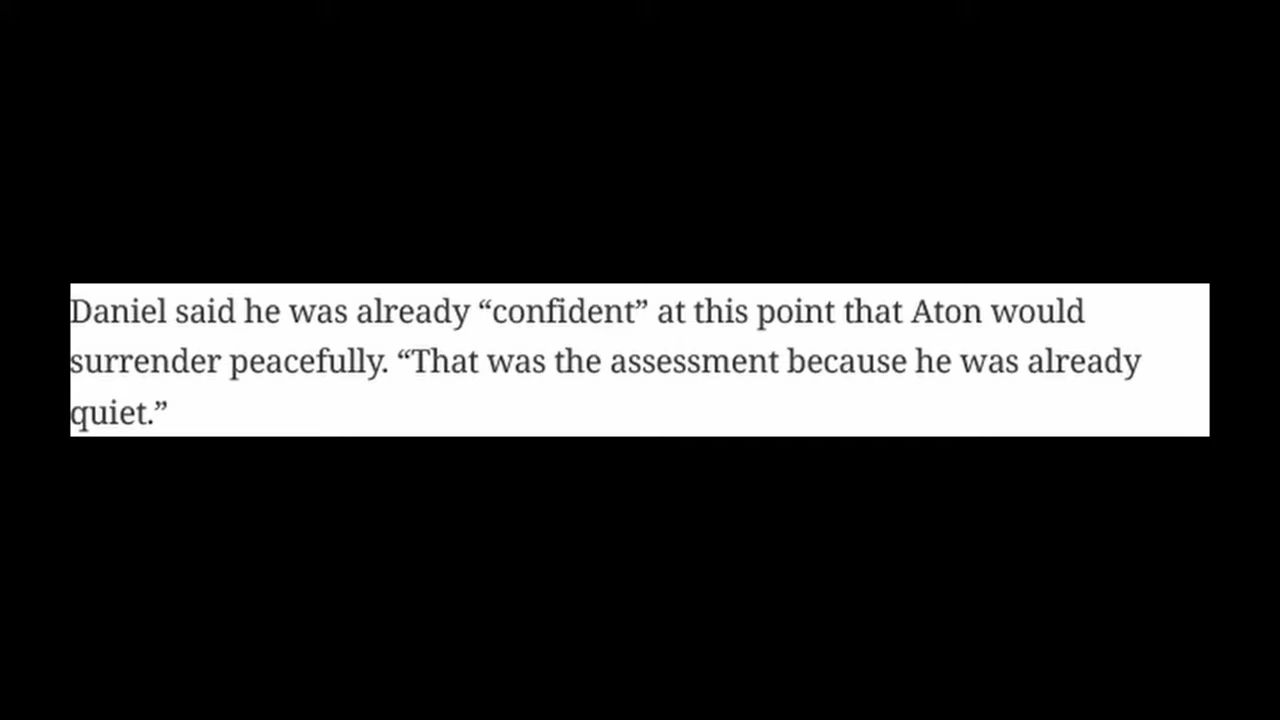 Daniel said he was already “confident” at this point that Aton would
surrender peacefully. “That was the assessment because he was already
quiet.”